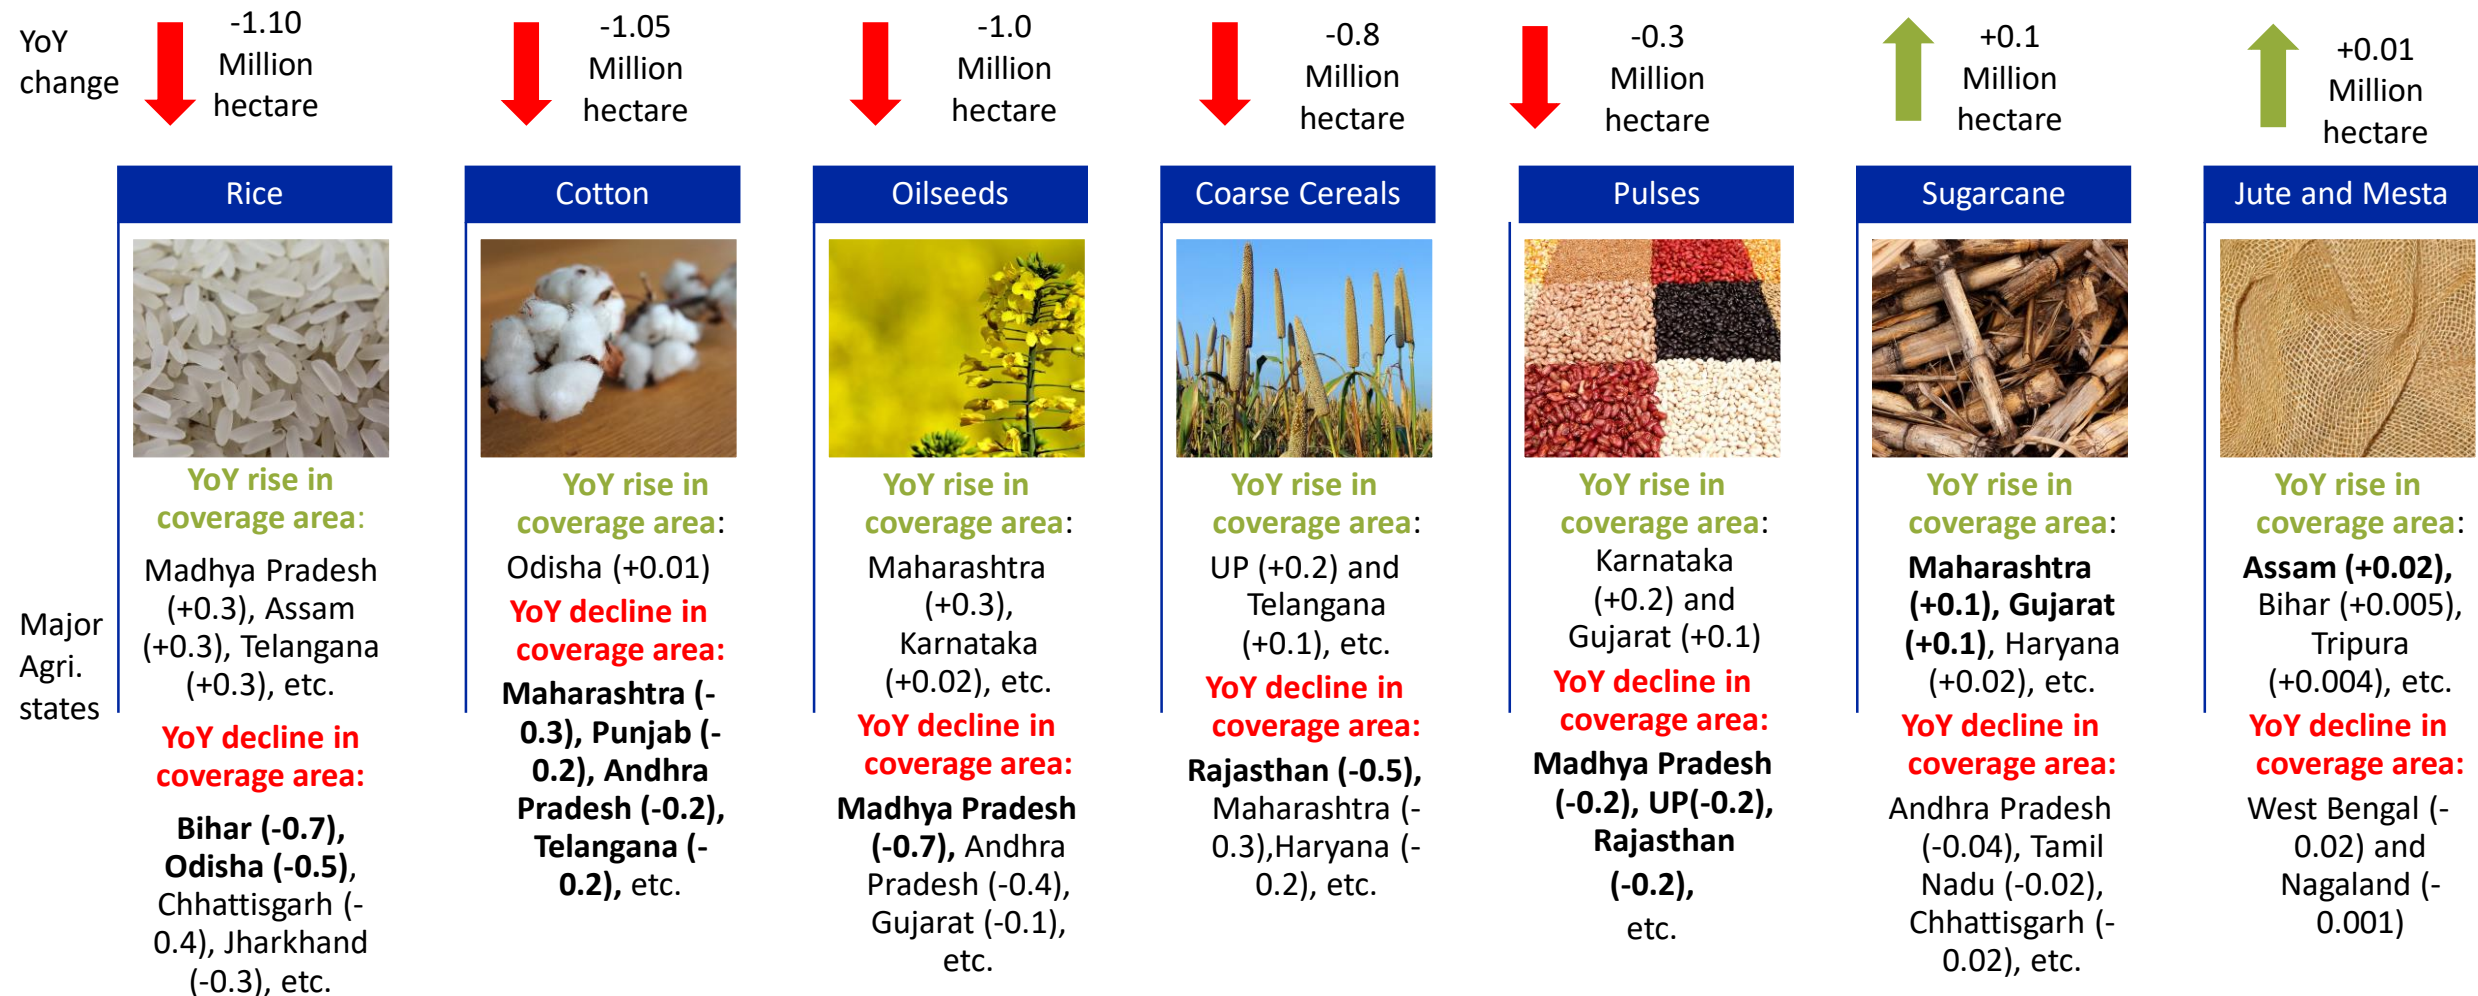 YoY
change
-1.10
Million
hectare
-1.05
Million
hectare
-1.0
Million
hectare
-0.8
Million
hectare
-0.3
Million
hectare
+0.1
Million
hectare
+0.01
Million
hectare
Rice
Cotton
Oilseeds
Coarse Cereals
Pulses
Sugarcane
Jute and Mesta
Major
Agri.
states
YoY rise in
coverage area:
Madhya Pradesh
(+0.3), Assam
(+0.3), Telangana
(+0.3), etc.
YoY decline in
coverage area:
Bihar (-0.7),
Odisha (-0.5),
Chhattisgarh (-
0.4), Jharkhand
(-0.3), etc.
YoY rise in
coverage area:
Odisha (+0.01)
YoY decline in
coverage area:
Maharashtra (-
0.3), Punjab (-
0.2), Andhra
Pradesh (-0.2),
Telangana (-
0.2), etc.
YoY rise in
coverage area:
Maharashtra
(+0.3),
Karnataka
(+0.02), etc.
YoY decline in
coverage area:
Madhya Pradesh
(-0.7), Andhra
Pradesh (-0.4),
Gujarat (-0.1),
etc.
YoY rise in
coverage area:
UP (+0.2) and
Telangana
(+0.1), etc.
YoY decline in
coverage area:
Rajasthan (-0.5),
Maharashtra (-
0.3),Haryana (-
0.2), etc.
YoY rise in
coverage area:
Karnataka
(+0.2) and
Gujarat (+0.1)
YoY decline in
coverage area:
Madhya Pradesh
(-0.2), UP(-0.2),
Rajasthan
(-0.2),
etc.
YoY rise in
coverage area:
Maharashtra
(+0.1), Gujarat
(+0.1), Haryana
(+0.02), etc.
YoY decline in
coverage area:
Andhra Pradesh
(-0.04), Tamil
Nadu (-0.02),
Chhattisgarh (-
0.02), etc.
YoY rise in
coverage area:
Assam (+0.02),
Bihar (+0.005),
Tripura
(+0.004), etc.
YoY decline in
coverage area:
West Bengal (-
0.02) and
Nagaland (-
0.001)